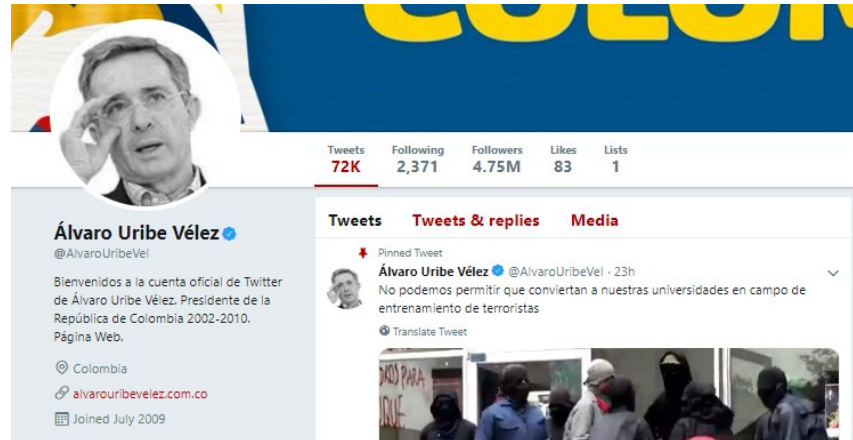 COLOM
Tweets Following Followers Likes Lists
72K 2,371 4.75M 83 1
Álvaro Uribe Vélez
@AlvaroUribeVel
Bienvenidos a la cuenta oficial de Twitter
de Álvaro Uribe Vélez. Presidente de la
República de Colombia 2002-2010.
Página Web.
Colombia
alvarouribevelez.com.co
Joined July 2009
Tweets Tweets & replies Media
Pinned Tweet
Álvaro Uribe Vélez @AlvaroUribeVel · 23h
No podemos permitir que conviertan a nuestras universidades en campo de
entrenamiento de terroristas
Translate Tweet
PARA
QUE